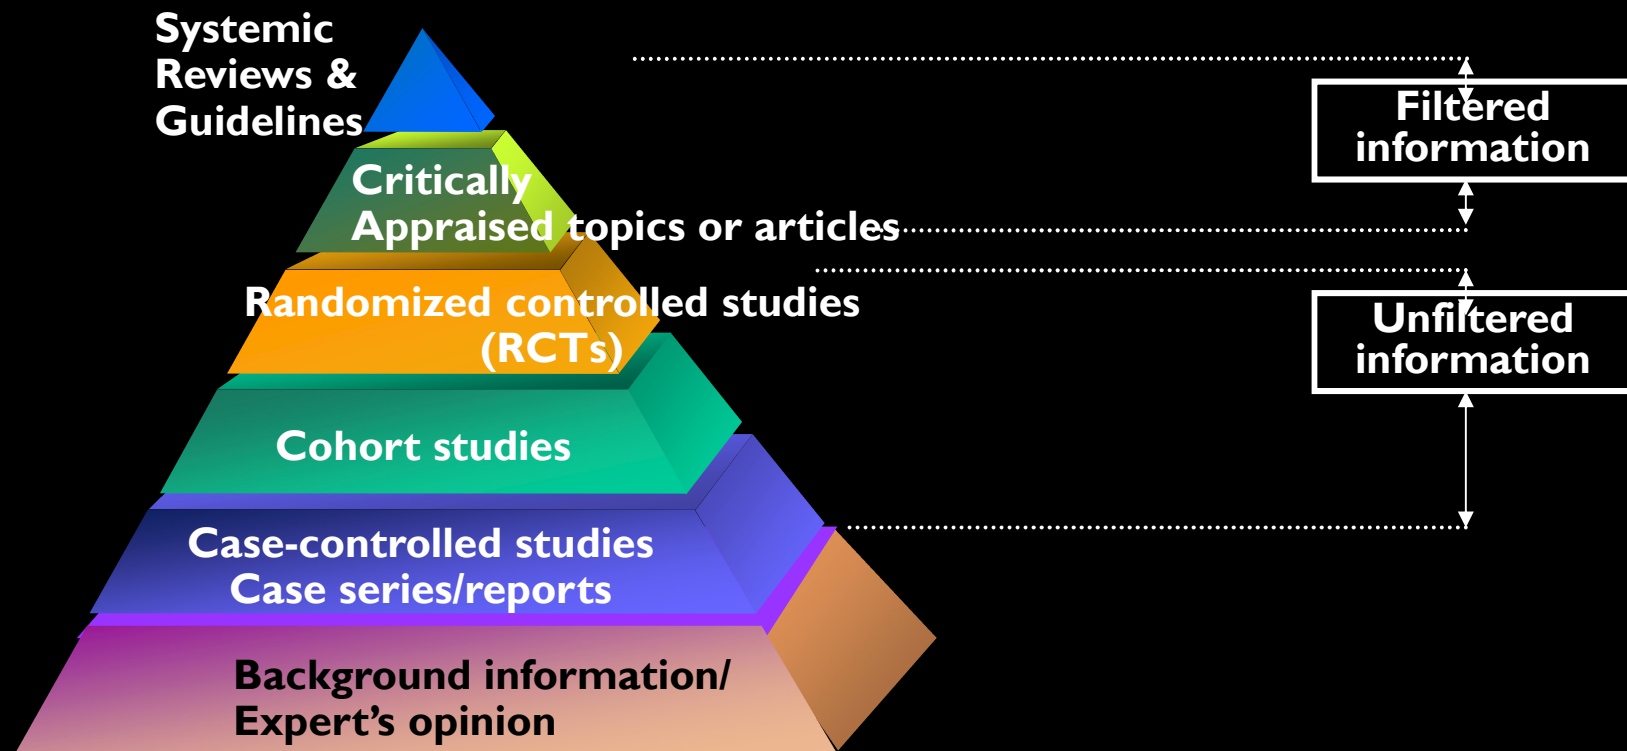 Systemic
Reviews &
Guidelines
Filtered
information
Critically
Appraised topics or articles
Randomized controlled studies
(RCTs)
Unfiltered
information
Cohort studies
Case-controlled studies
Case series/reports
Background information/
Expert’s opinion